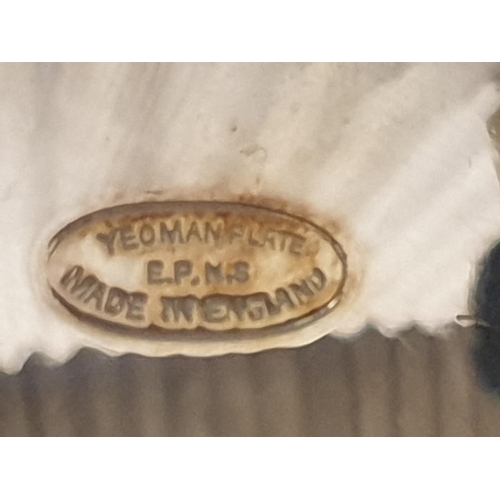 YEOMAN PLATE
E.P.N.S
MADE IN ENGLAND